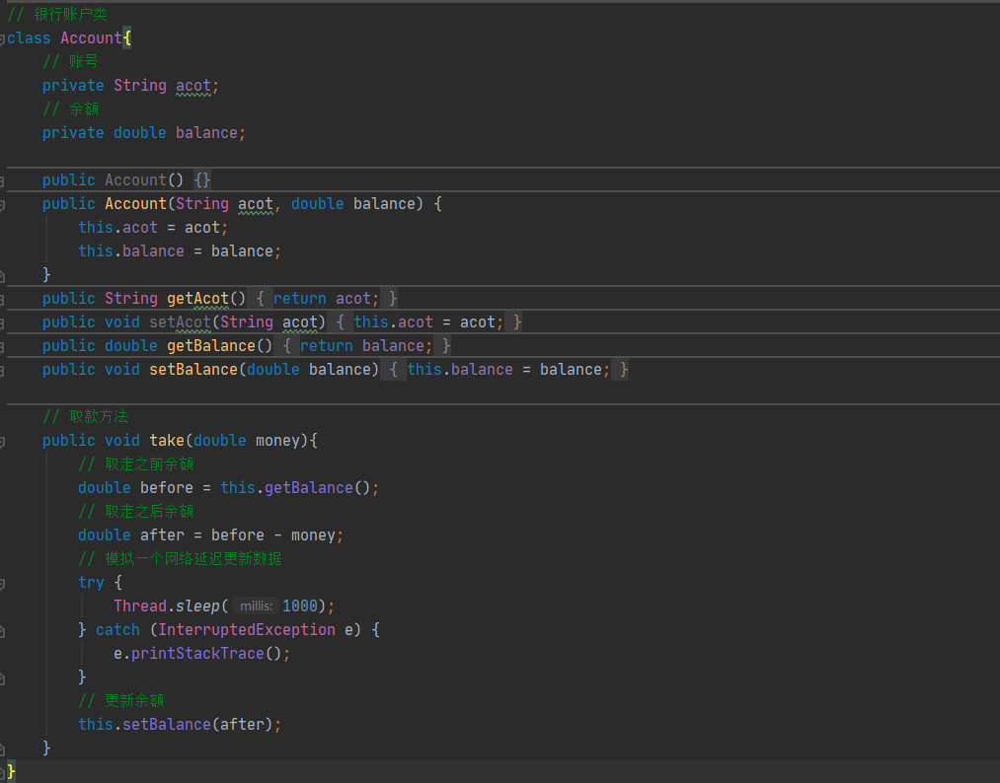 // 银行账户类
class Account{
// 账号
private String acot;
// 余额
private double balance;
public Account() {}
public Account(String acot, double balance) {
this.acot = acot;
this.balance = balance;
}
public String getAcot() { return acot; }
public void setAcot(String acot) { this.acot = acot; }
public double getBalance() { return balance; }
public void setBalance(double balance) { this.balance = balance; }
// 取款方法
public void take(double money){
// 取走之前余额
double before = this.getBalance();
// 取走之后余额
double after = before - money;
// 模拟一个网络延迟更新数据
try {
Thread.sleep( millis: 1000);
} catch (InterruptedException e) {
e.printStackTrace();
}
// 更新余额
this.setBalance(after);
}
}